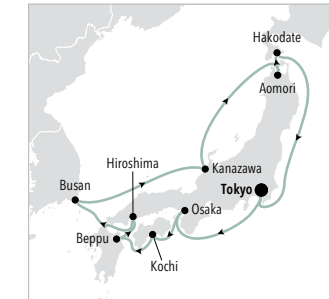 Hakodate
Aomori
Kanazawa
Hiroshima
Tokyo
Busan
Osaka
Beppu
Kochi